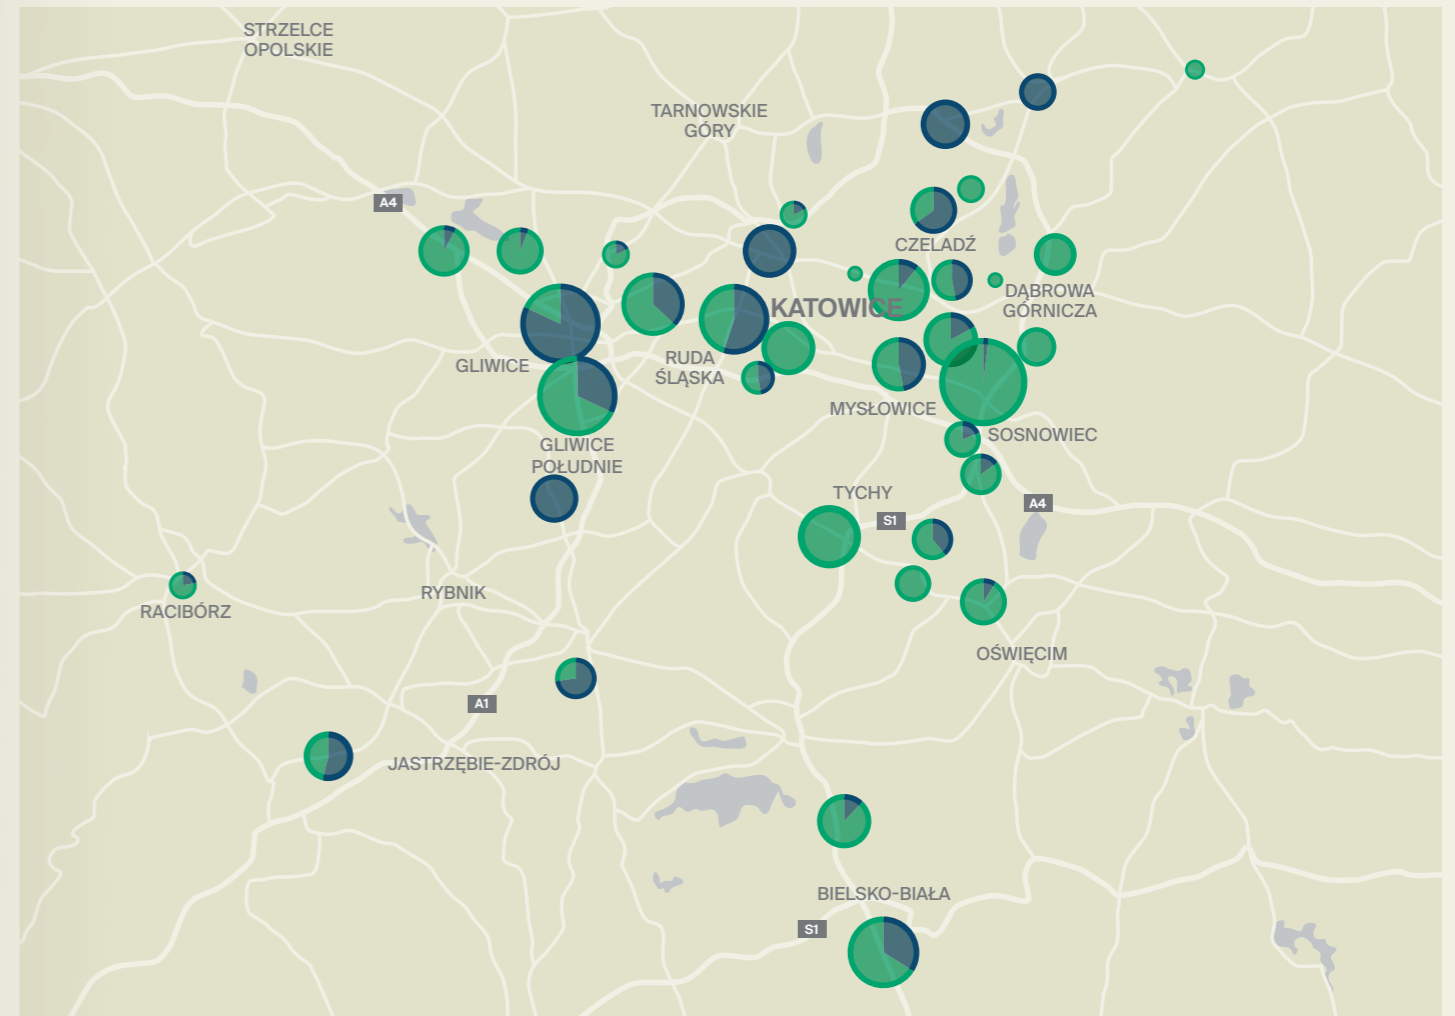 STRZELCE
OPOLSKIE
TARNOWSKIE
GÓRY
A4
CZELADŹ
DĄBROWA
GÓRNICZA
KATOWICE
GLIWICE
RUDA
ŚLĄSKA
MYSŁOWICE
SOSNOWIEC
GLIWICE
POŁUDNIE
TYCHY
S1
A4
RYBNIK
RACIBÓRZ
OŚWIĘCIM
A1
JASTRZĘBIE-ZDRÓJ
BIELSKO-BIAŁA
S1